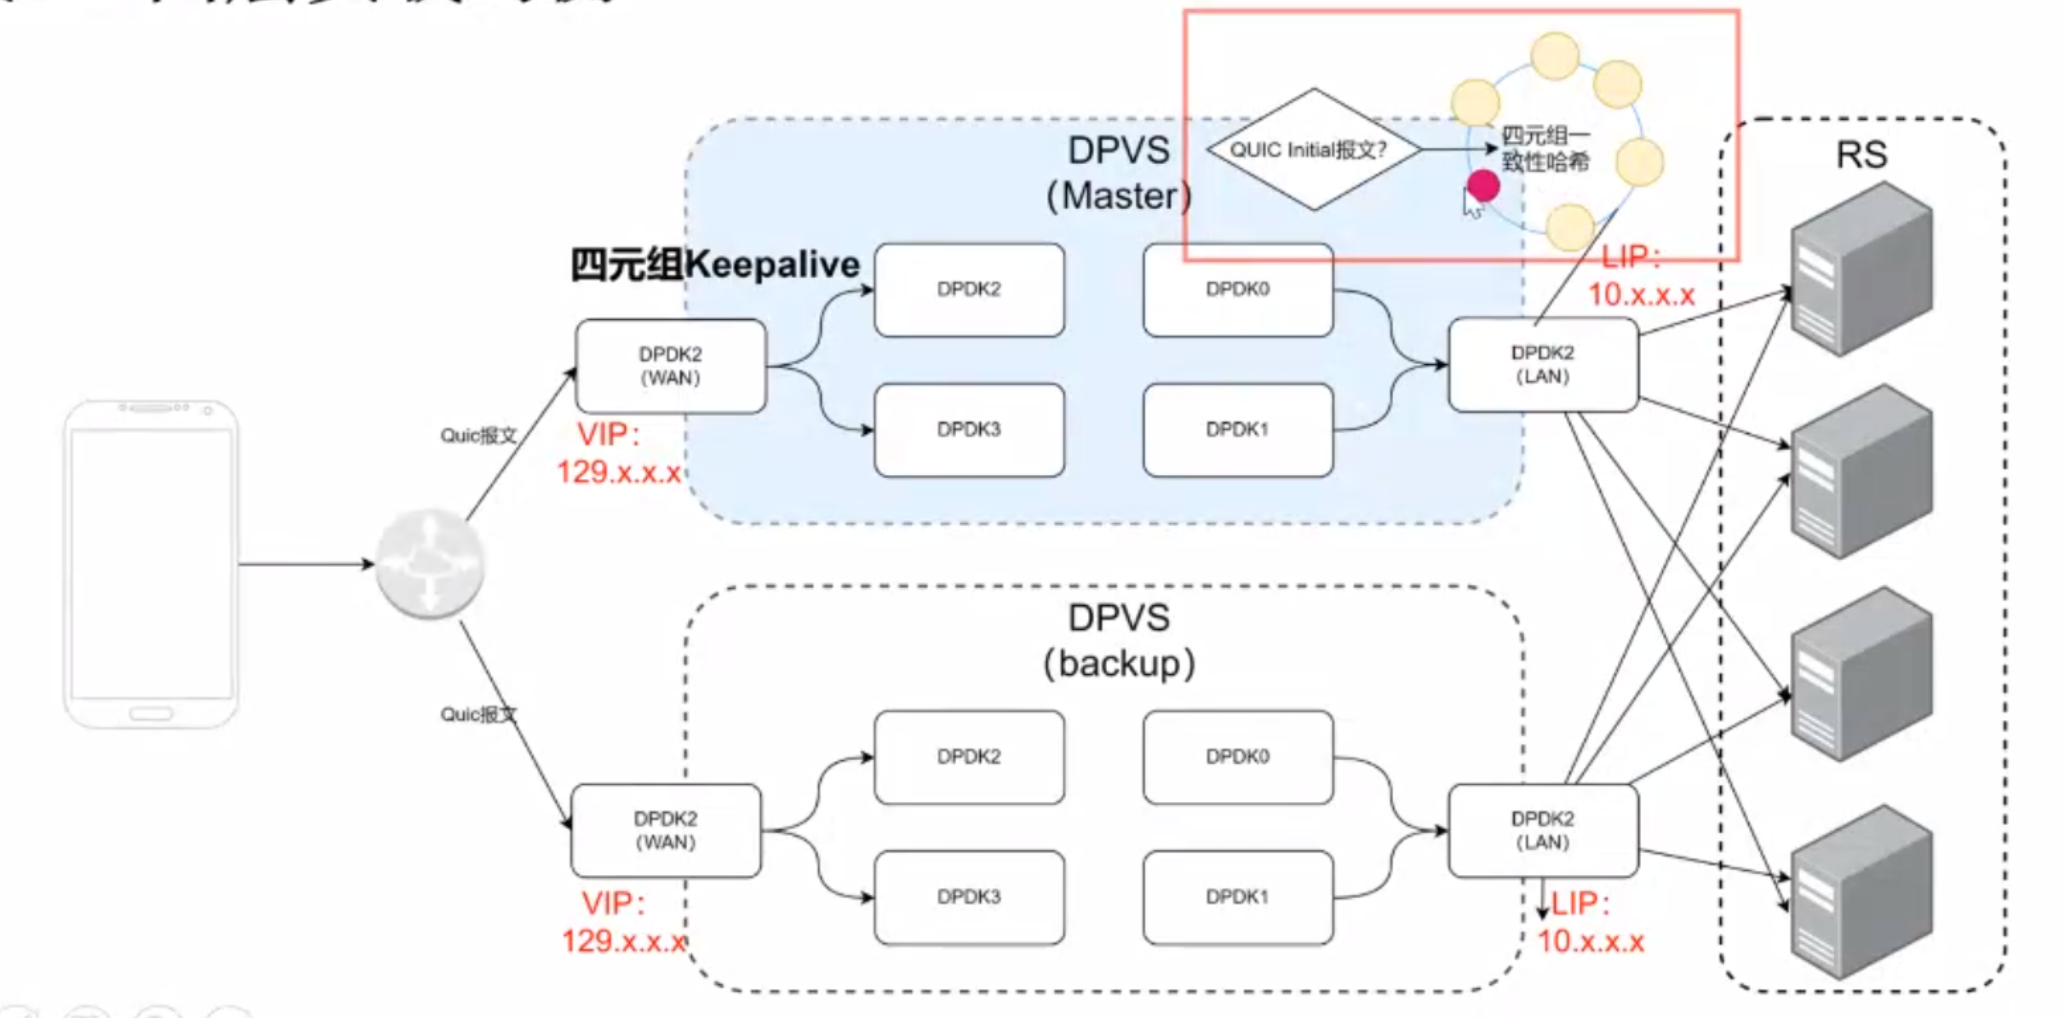 DPVS
(Master)
QUIC Initial报文?
四元组一
致性哈希
RS
四元组Keepalive
DPDK2
DPDK0
LIP:
10.x.x.x
DPDK2
(WAN)
DPDK2
(LAN)
Quic报文
VIP:
129.x.x.x
DPDK3
DPDK1
DPVS
(backup)
Quic报文
DPDK2
DPDK0
DPDK2
(WAN)
DPDK2
(LAN)
VIP:
129.x.x.x
DPDK3
DPDK1
LIP:
10.x.x.x